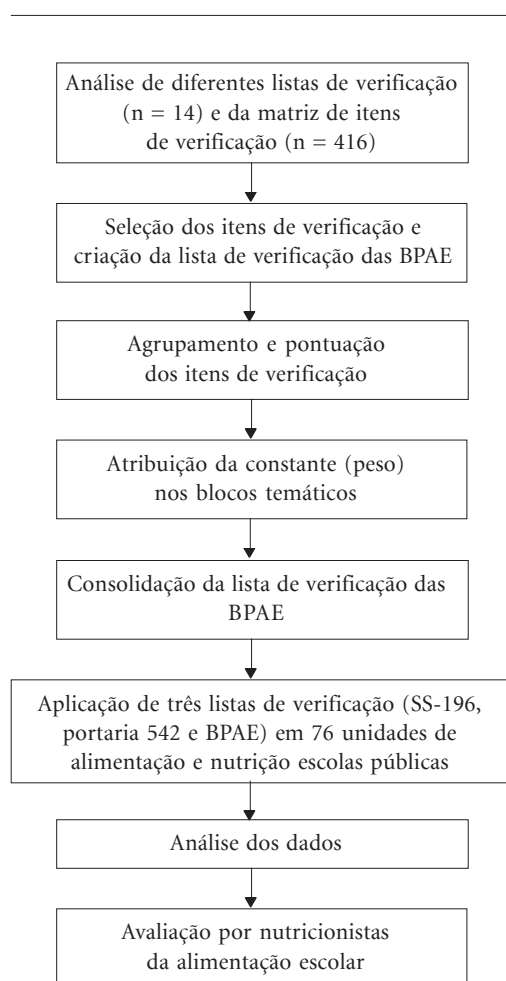 Análise de diferentes listas de verificação
(n = 14) e da matriz de itens
de verificação (n = 416)
Seleção dos itens de verificação e
criação da lista de verificação das BPAE
Agrupamento e pontuação
dos itens de verificação
Atribuição da constante (peso)
nos blocos temáticos
Consolidação da lista de verificação das
BPAE
Aplicação de três listas de verificação (SS-196,
portaria 542 e BPAE) em 76 unidades de
alimentação e nutrição escolas públicas
Análise dos dados
Avaliação por nutricionistas
da alimentação escolar